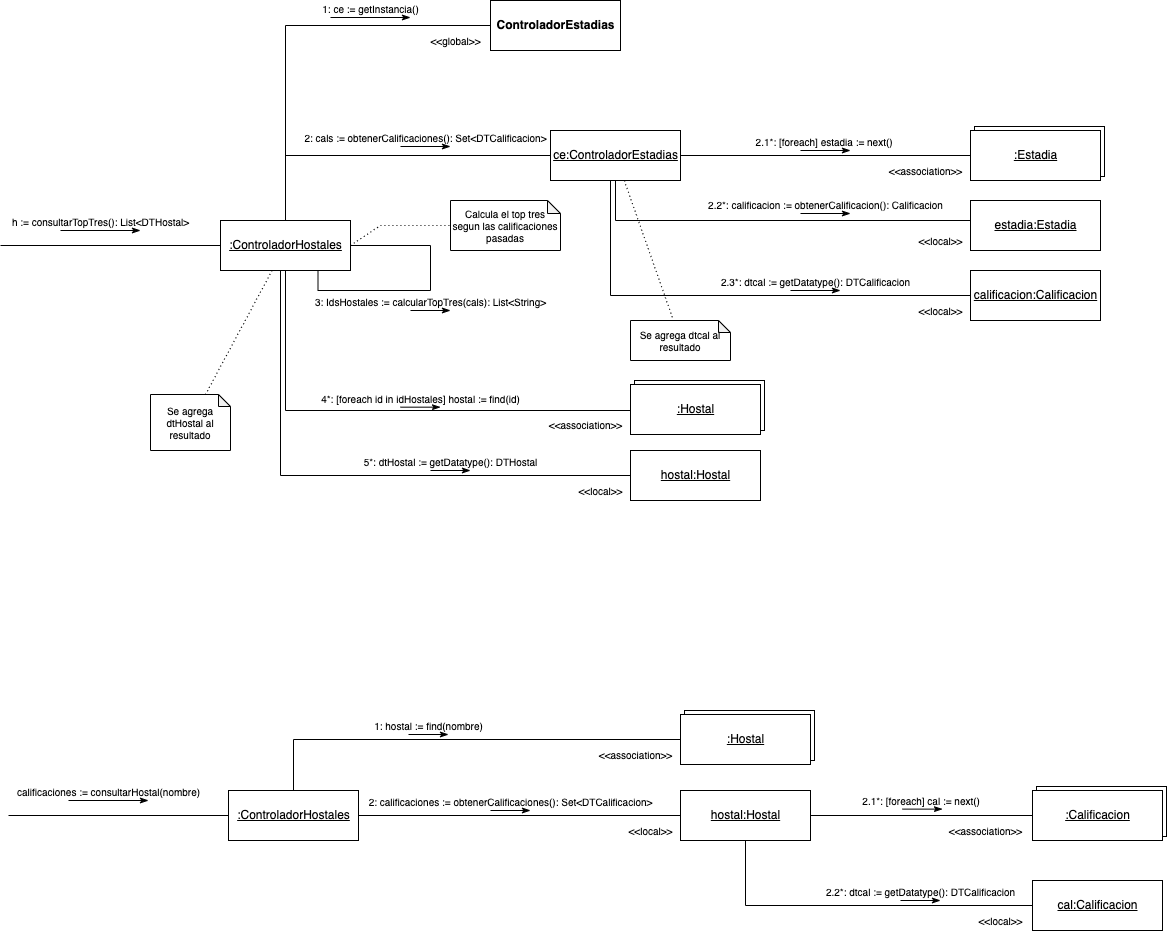 1: ce := getInstancia()
ControladorEstadias
<<global>>
2: cals := obtenerCalificaciones(): Set<DTCalificacion>
ce:ControladorEstadias
2.1*: [foreach] estadia := next()
:Estadia
<<association>>
2.2*: calificacion := obtenerCalificacion(): Calificacion
estadia:Estadia
<<local>>
2.3*: dtcal := getDatatype(): DTCalificacion
calificacion:Calificacion
<<local>>
h := consultarTopTres(): List<DTHostal>
:ControladorHostales
Calcula el top tres
segun las calificaciones
pasadas
3: IdsHostales := calcularTopTres(cals): List<String>
Se agrega dtcal al
resultado
Se agrega
dtHostal al
resultado
4*: [foreach id in idHostales] hostal := find(id)
:Hostal
<<association>>
5*: dtHostal := getDatatype(): DTHostal
hostal:Hostal
<<local>>
1: hostal := find(nombre)
:Hostal
<<association>>
calificaciones := consultarHostal(nombre)
:ControladorHostales
2: calificaciones := obtenerCalificaciones(): Set<DTCalificacion>
hostal:Hostal
<<local>>
2.1*: [foreach] cal := next()
:Calificacion
<<association>>
2.2*: dtcal := getDatatype(): DTCalificacion
cal:Calificacion
<<local>>